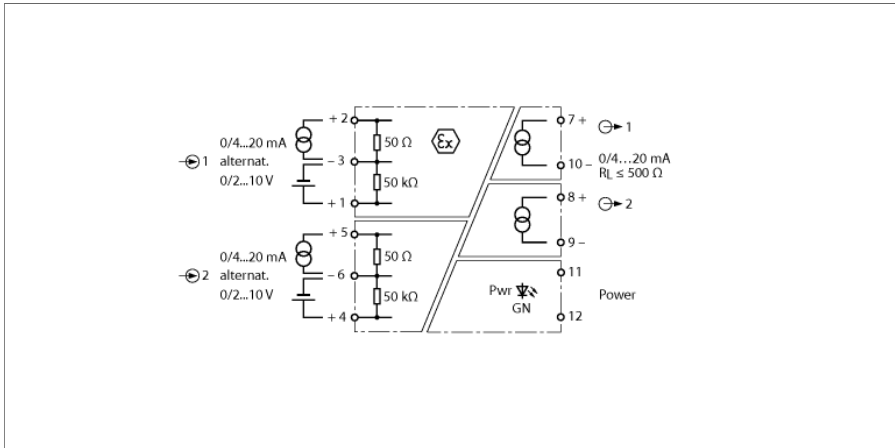 + 2
0/4...20 mA
1 alternat.
0/2...10 V
- 3
+ 1
50 Ω
50 kΩ
εx
7 +
1
10 –
0/4...20 mA
RL ≤ 500 Ω
8 +
2
9 –
+ 5
0/4...20 mA
2 alternat.
0/2...10 V
- 6
+ 4
50 Ω
50 kΩ
11
Pwr
GN
Power
12